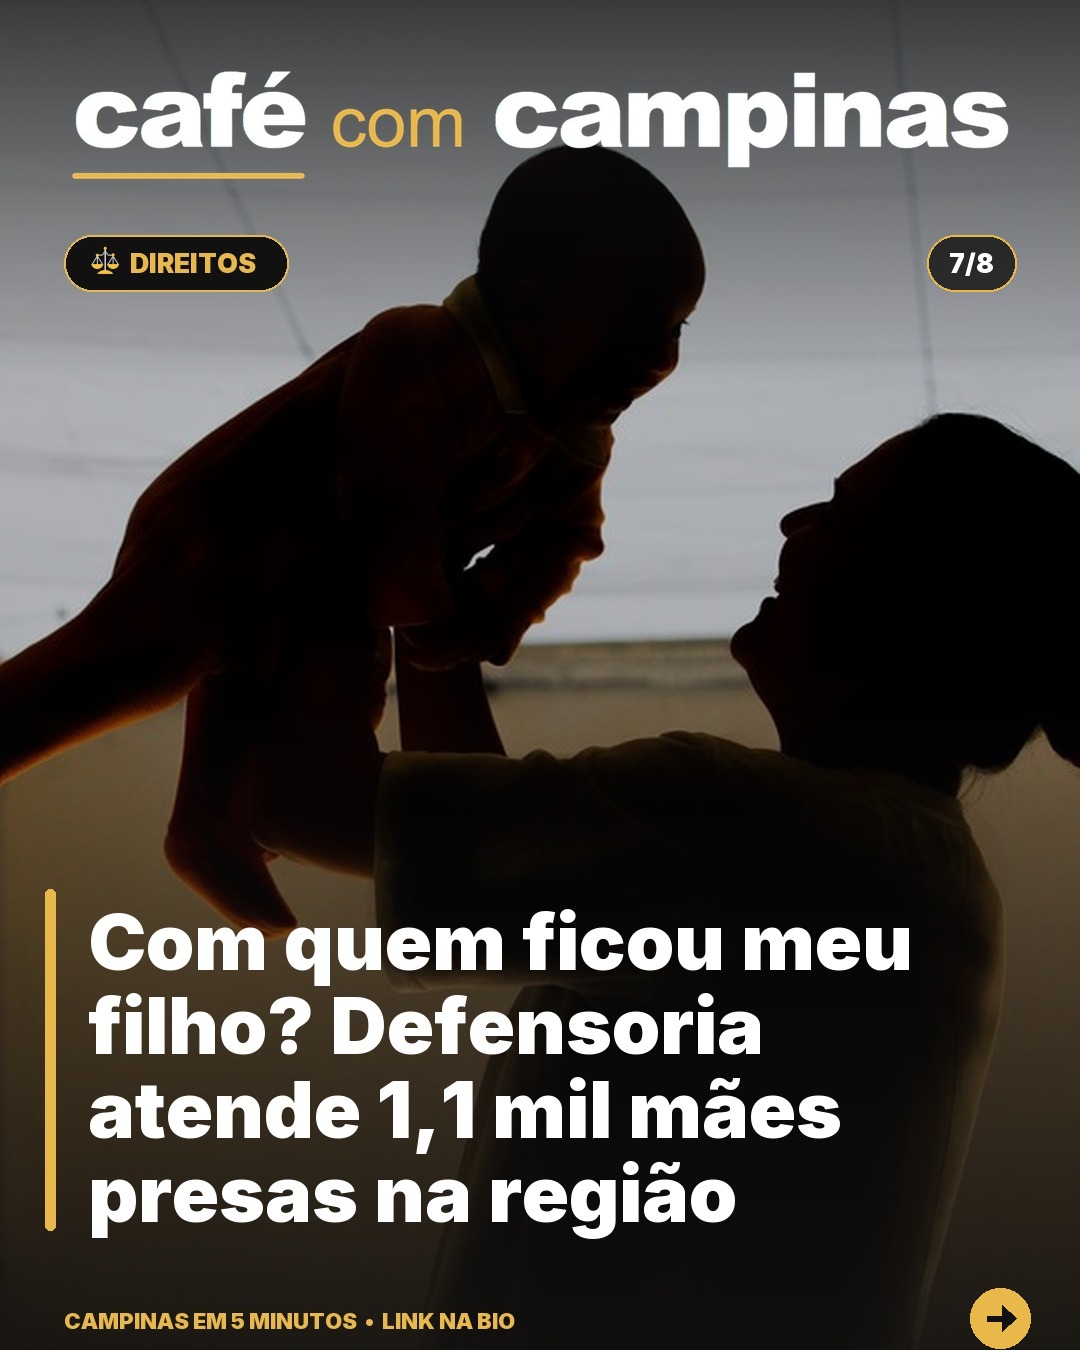 café com campinas
DIREITOS
7/8
Com quem ficou meu
filho? Defensoria
atende 1,1 mil mães
presas na região
CAMPINAS EM 5 MINUTOS • LINK NA BIO